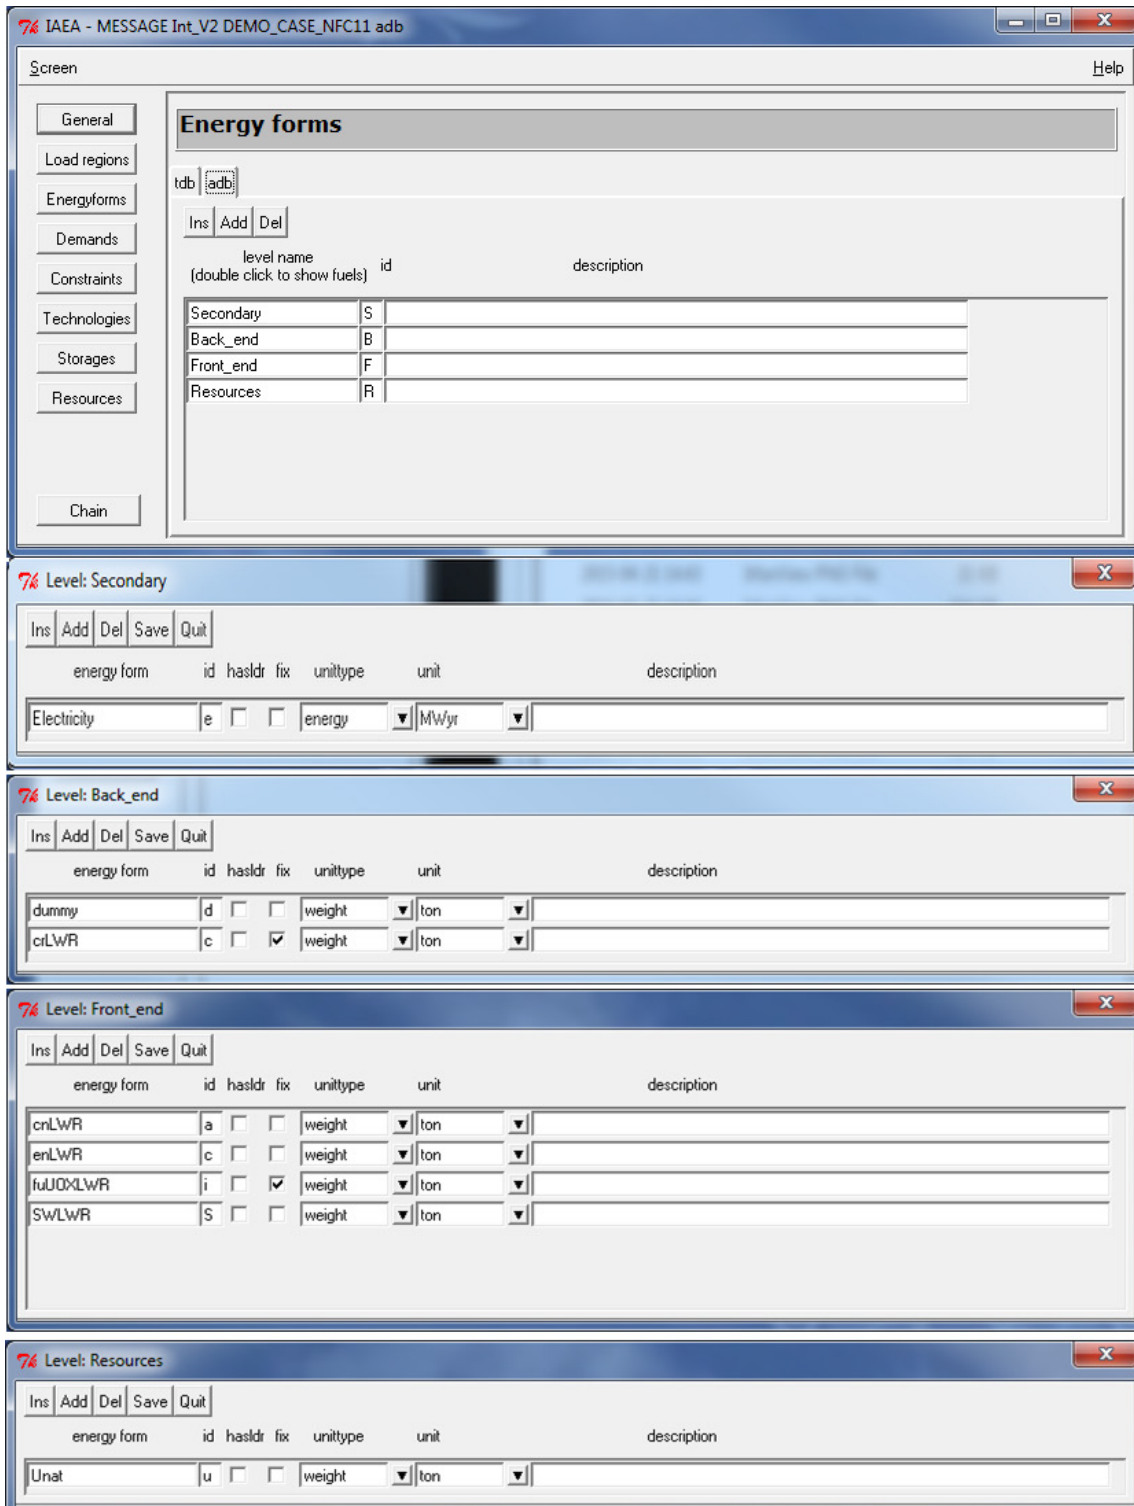 IAEA - MESSAGE Int_V2 DEMO_CASE_NFC11 adb
Screen Help
General
Load regions
Energyforms
Demands
Constraints
Technologies
Storages
Resources
Chain
Energy forms
tdb adb
Ins Add Del
level name
(double click to show fuels) id description
Secondary S
Back_end B
Front_end F
Resources R
Level: Secondary
Ins Add Del Save Quit
energy form id hasldr fix unittype unit description
Electricity e energy MWyr
Level: Back_end
Ins Add Del Save Quit
energy form id hasldr fix unittype unit description
dummy d weight ton
crLWR c weight ton
Level: Front_end
Ins Add Del Save Quit
energy form id hasldr fix unittype unit description
cnLWR a weight ton
enLWR c weight ton
fuUOXLWR i weight ton
SWLWR S weight ton
Level: Resources
Ins Add Del Save Quit
energy form id hasldr fix unittype unit description
Unat u weight ton